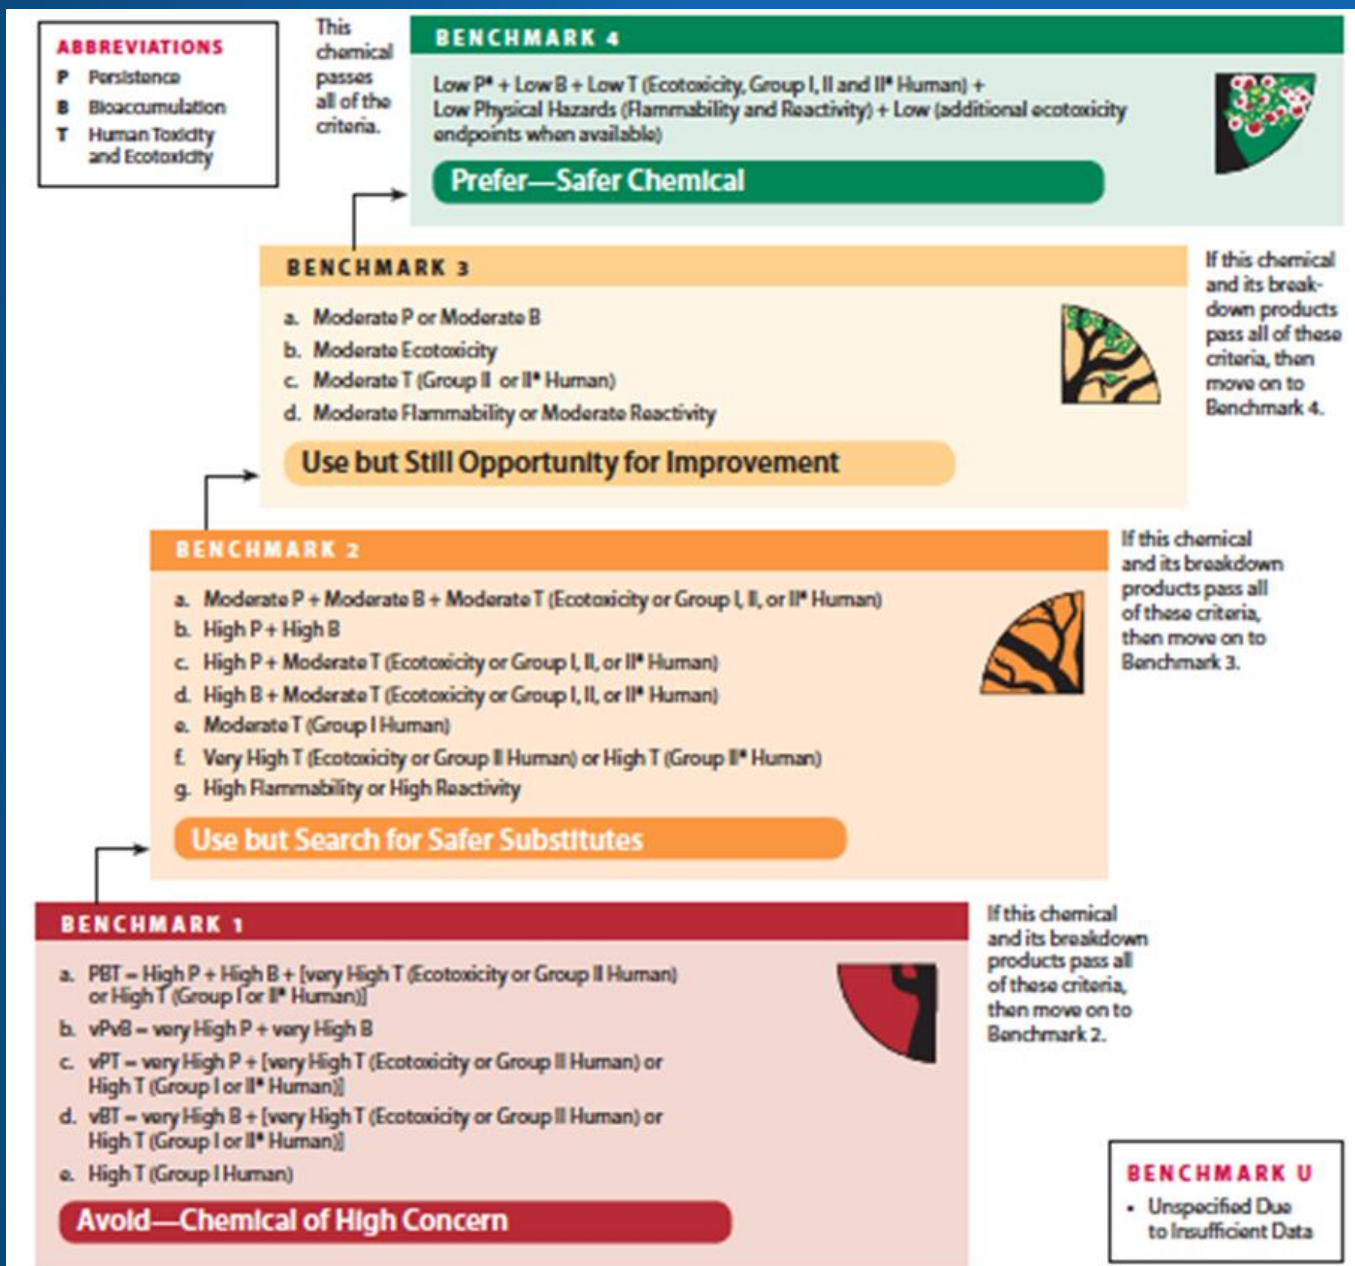 ABBREVIATIONS
P Persistence
B Bioaccumulation
T Human Toxicity
and Ecotoxicity
This
chemical
passes
all of the
criteria.
BENCHMARK 4
Low P* + Low B + Low T (Ecotoxicity, Group I, II and II* Human) +
Low Physical Hazards (Flammability and Reactivity) + Low (additional ecotoxicity
endpoints when available)
Prefer—Safer Chemical
BENCHMARK 3
a. Moderate P or Moderate B
b. Moderate Ecotoxicity
c. Moderate T (Group II or II* Human)
d. Moderate Flammability or Moderate Reactivity
Use but Still Opportunity for Improvement
If this chemical
and its break-
down products
pass all of these
criteria, then
move on to
Benchmark 4.
BENCHMARK 2
a. Moderate P + Moderate B + Moderate T (Ecotoxicity or Group I, II, or II* Human)
b. High P + High B
c. High P + Moderate T (Ecotoxicity or Group I, II, or II* Human)
d. High B + Moderate T (Ecotoxicity or Group I, II, or II* Human)
e. Moderate T (Group I Human)
f. Very High T (Ecotoxicity or Group II Human) or High T (Group II* Human)
g. High Flammability or High Reactivity
Use but Search for Safer Substitutes
If this chemical
and its breakdown
products pass all
of these criteria,
then move on to
Benchmark 3.
BENCHMARK 1
a. PBT = High P + High B + [very High T (Ecotoxicity or Group II Human)
or High T (Group I or II* Human)]
b. vPvB = very High P + very High B
c. vPT = very High P + [very High T (Ecotoxicity or Group II Human) or
High T (Group I or II* Human)]
d. vBT = very High B + [very High T (Ecotoxicity or Group II Human) or
High T (Group I or II* Human)]
e. High T (Group I Human)
Avoid—Chemical of High Concern
If this chemical
and its breakdown
products pass all
of these criteria,
then move on to
Benchmark 2.
BENCHMARK U
• Unspecified Due
to Insufficient Data